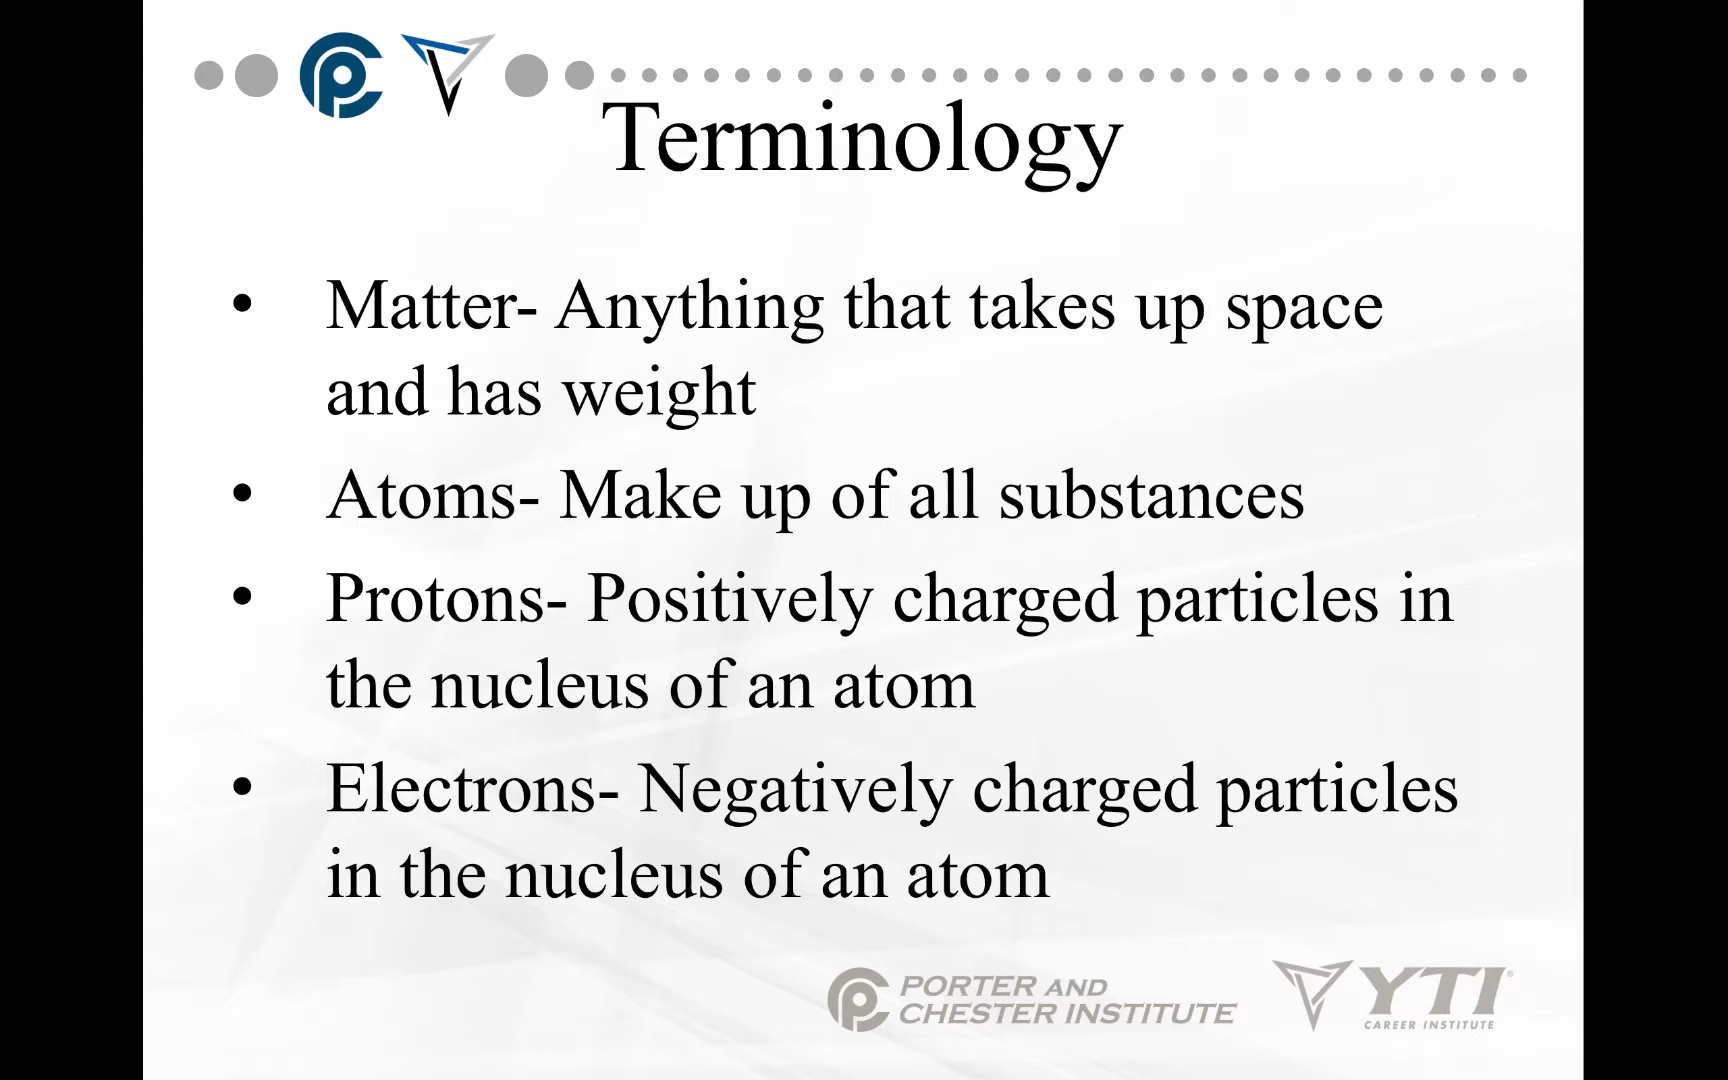 Terminology
• Matter- Anything that takes up space
and has weight
• Atoms- Make up of all substances
• Protons- Positively charged particles in
the nucleus of an atom
• Electrons- Negatively charged particles
in the nucleus of an atom
PORTER AND
CHESTER INSTITUTE
YTI
CAREER INSTITUTE